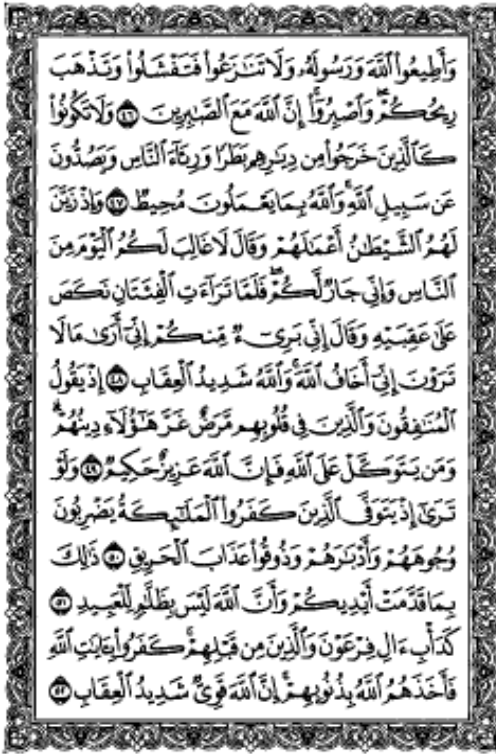 وَأَطِيعُوا۟ ٱللَّهَ وَرَسُولَهُۥ وَلَا تَنَٰزَعُوا۟ فَتَفْشَلُوا۟ وَتَذْهَبَ
رِيحُكُمْ ۖ وَٱصْبِرُوٓا۟ ۚ إِنَّ ٱللَّهَ مَعَ ٱلصَّٰبِرِينَ ٤٦ وَلَا تَكُونُوا۟
كَٱلَّذِينَ خَرَجُوا۟ مِن دِيَٰرِهِم بَطَرًا وَرِئَآءَ ٱلنَّاسِ وَيَصُدُّونَ
عَن سَبِيلِ ٱللَّهِ ۚ وَٱللَّهُ بِمَا يَعْمَلُونَ مُحِيطٌ ٤٧ وَإِذْ زَيَّنَ
لَهُمُ ٱلشَّيْطَٰنُ أَعْمَٰلَهُمْ وَقَالَ لَا غَالِبَ لَكُمُ ٱلْيَوْمَ مِنَ
ٱلنَّاسِ وَإِنِّى جَارٌ لَّكُمْ ۖ فَلَمَّا تَرَآءَتِ ٱلْفِئَتَانِ نَكَصَ
عَلَىٰ عَقِبَيْهِ وَقَالَ إِنِّى بَرِىٓءٌ مِّنكُمْ إِنِّىٓ أَرَىٰ مَا لَا
تَرَوْنَ إِنِّىٓ أَخَافُ ٱللَّهَ ۚ وَٱللَّهُ شَدِيدُ ٱلْعِقَابِ ٤٨ إِذْ يَقُولُ
ٱلْمُنَٰفِقُونَ وَٱلَّذِينَ فِى قُلُوبِهِم مَّرَضٌ غَرَّ هَٰٓؤُلَآءِ دِينُهُمْ ۗ
وَمَن يَتَوَكَّلْ عَلَى ٱللَّهِ فَإِنَّ ٱللَّهَ عَزِيزٌ حَكِيمٌ ٤٩ وَلَوْ
تَرَىٰٓ إِذْ يَتَوَفَّى ٱلَّذِينَ كَفَرُوا۟ ۙ ٱلْمَلَٰٓئِكَةُ يَضْرِبُونَ
وُجُوهَهُمْ وَأَدْبَٰرَهُمْ وَذُوقُوا۟ عَذَابَ ٱلْحَرِيقِ ٥٠ ذَٰلِكَ
بِمَا قَدَّمَتْ أَيْدِيكُمْ وَأَنَّ ٱللَّهَ لَيْسَ بِظَلَّٰمٍ لِّلْعَبِيدِ ٥١
كَدَأْبِ ءَالِ فِرْعَوْنَ ۙ وَٱلَّذِينَ مِن قَبْلِهِمْ ۚ كَفَرُوا۟ بِـَٔايَٰتِ ٱللَّهِ
فَأَخَذَهُمُ ٱللَّهُ بِذُنُوبِهِمْ ۗ إِنَّ ٱللَّهَ قَوِىٌّ شَدِيدُ ٱلْعِقَابِ ٥٢